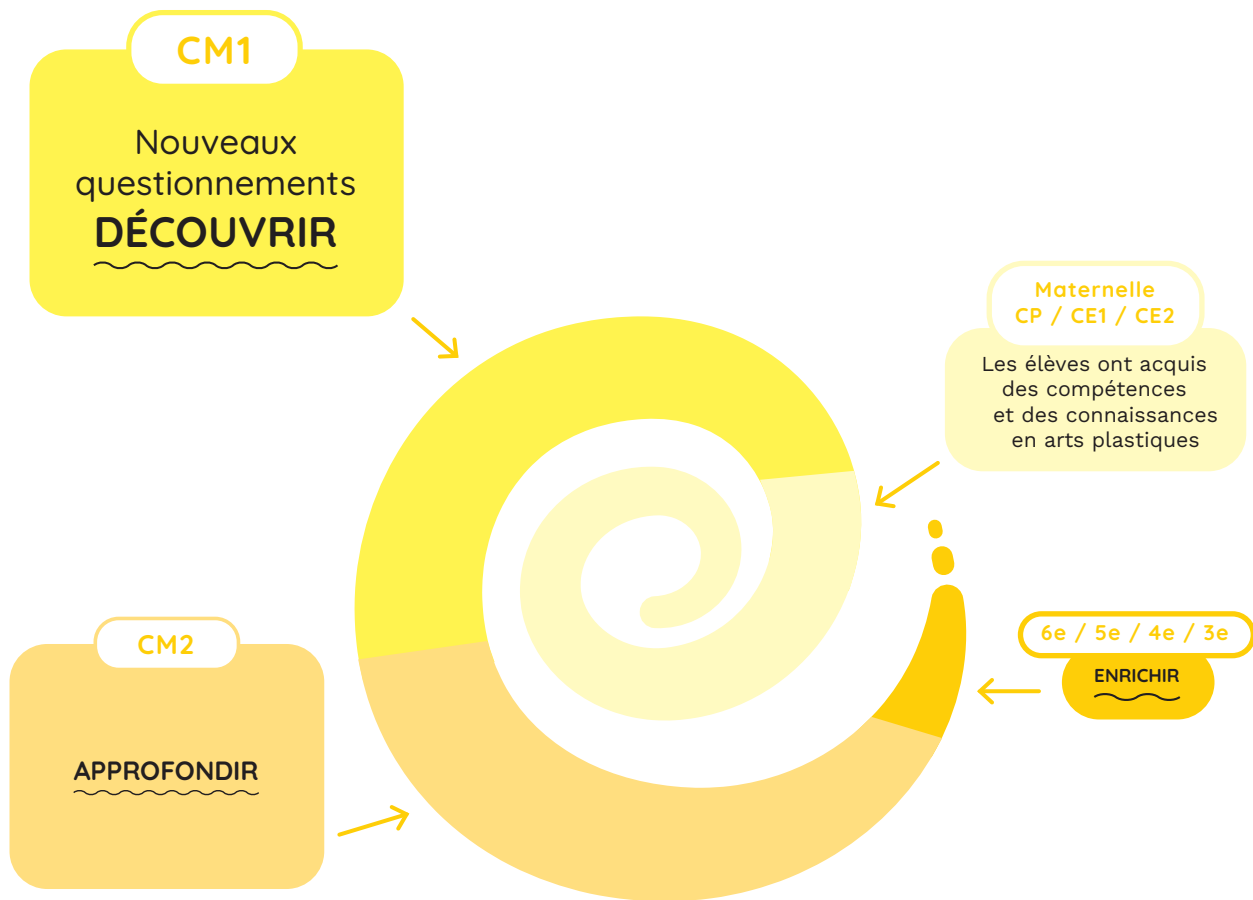 CM1
Nouveaux
questionnements
DÉCOUVRIR
Maternelle
CP / CE1 / CE2
Les élèves ont acquis
des compétences
et des connaissances
en arts plastiques
CM2
APPROFONDIR
6e / 5e / 4e / 3e
ENRICHIR